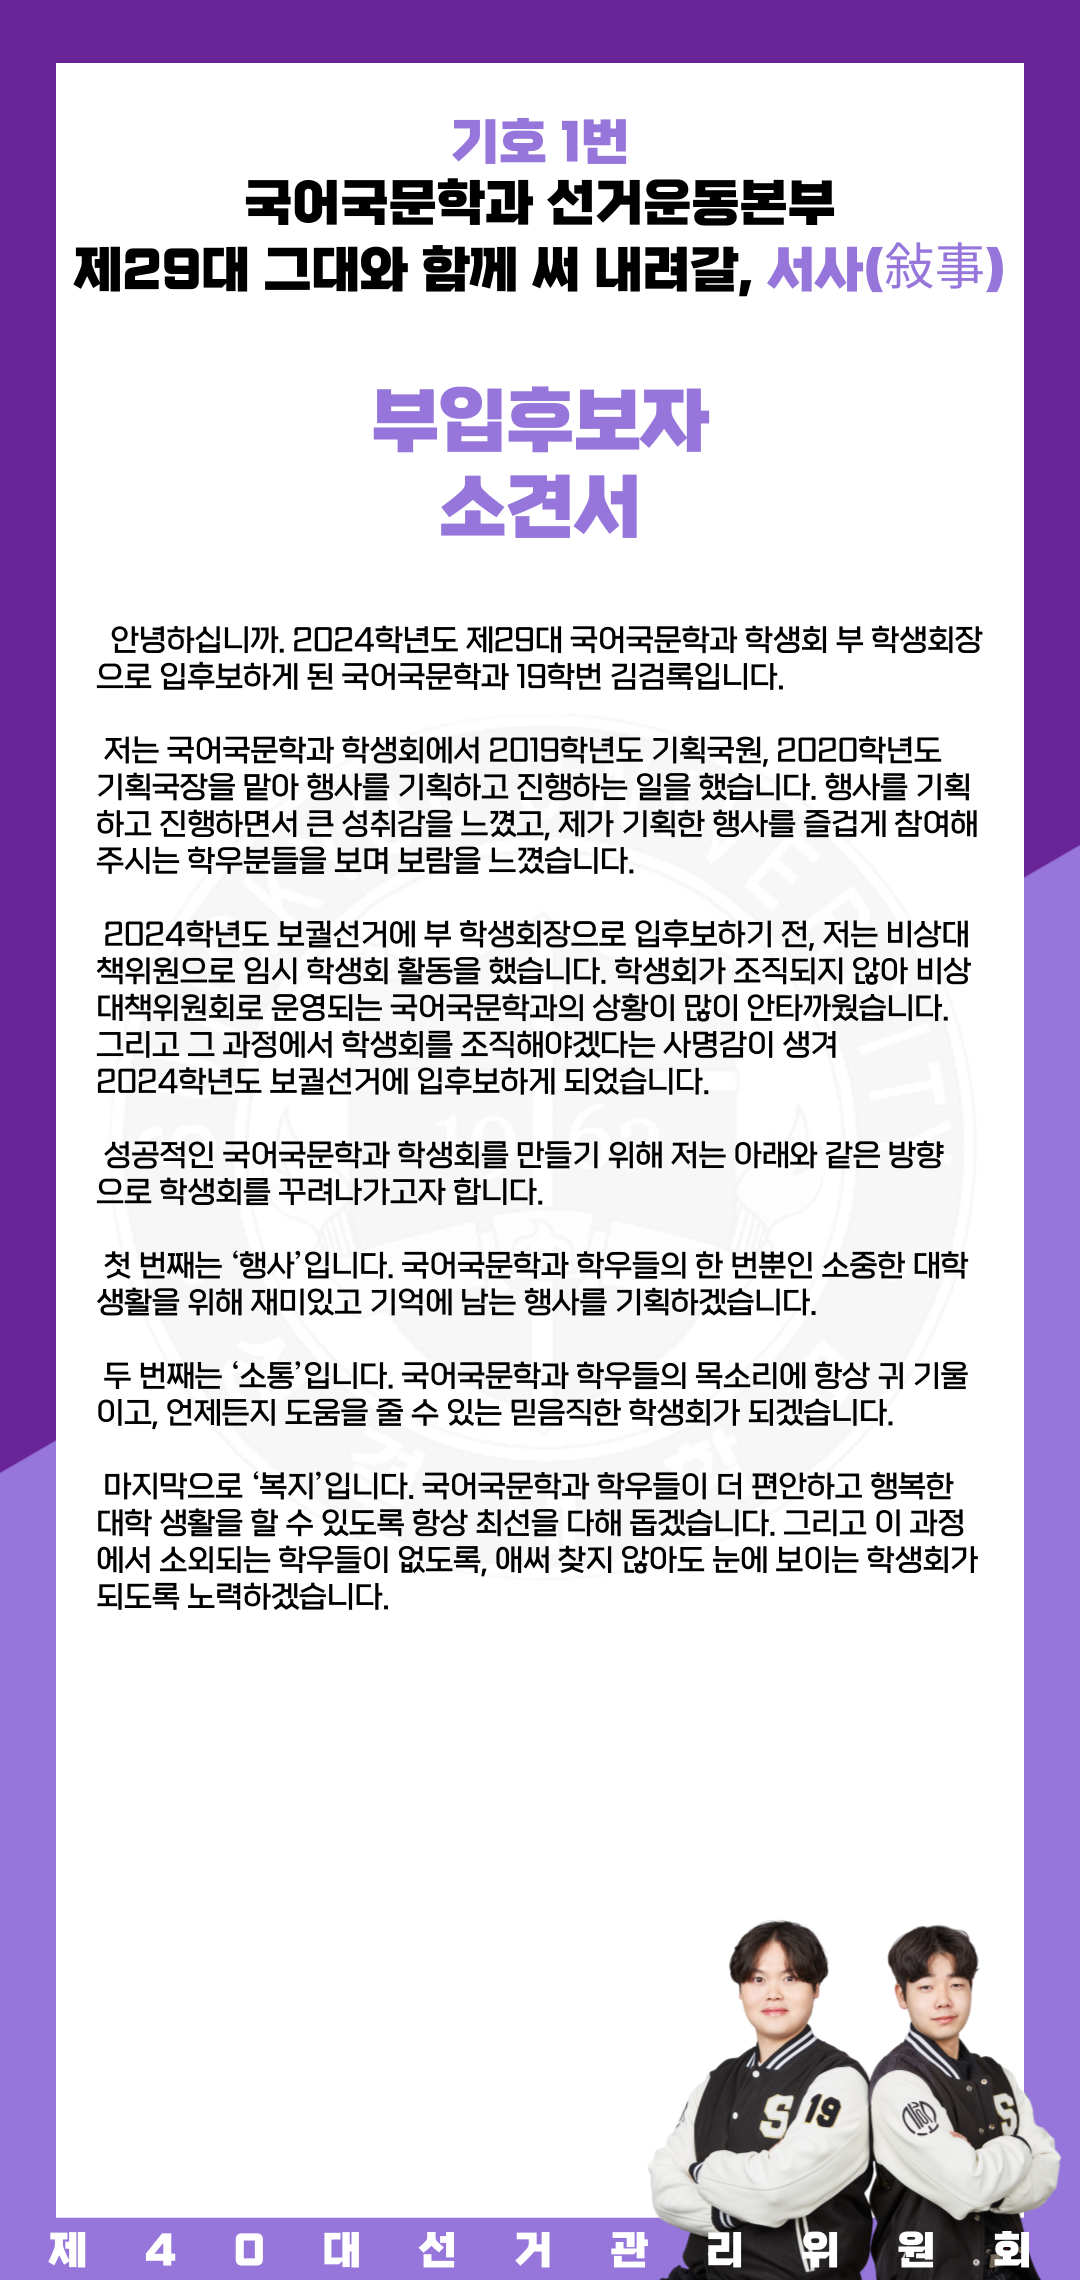 기호 1번
국어국문학과 선거운동본부
제29대 그대와 함께 써 내려갈, 서사(敍事)
부입후보자
소견서
안녕하십니까. 2024학년도 제29대 국어국문학과 학생회 부 학생회장
으로 입후보하게 된 국어국문학과 19학번 김검록입니다.
저는 국어국문학과 학생회에서 2019학년도 기획국원, 2020학년도
기획국장을 맡아 행사를 기획하고 진행하는 일을 했습니다. 행사를 기획
하고 진행하면서 큰 성취감을 느꼈고, 제가 기획한 행사를 즐겁게 참여해
주시는 학우분들을 보며 보람을 느꼈습니다.
2024학년도 보궐선거에 부 학생회장으로 입후보하기 전, 저는 비상대
책위원으로 임시 학생회 활동을 했습니다. 학생회가 조직되지 않아 비상
대책위원회로 운영되는 국어국문학과의 상황이 많이 안타까웠습니다.
그리고 그 과정에서 학생회를 조직해야겠다는 사명감이 생겨
2024학년도 보궐선거에 입후보하게 되었습니다.
성공적인 국어국문학과 학생회를 만들기 위해 저는 아래와 같은 방향
으로 학생회를 꾸려나가고자 합니다.
첫 번째는 ‘행사’입니다. 국어국문학과 학우들의 한 번뿐인 소중한 대학
생활을 위해 재미있고 기억에 남는 행사를 기획하겠습니다.
두 번째는 ‘소통’입니다. 국어국문학과 학우들의 목소리에 항상 귀 기울
이고, 언제든지 도움을 줄 수 있는 믿음직한 학생회가 되겠습니다.
마지막으로 ‘복지’입니다. 국어국문학과 학우들이 더 편안하고 행복한
대학 생활을 할 수 있도록 항상 최선을 다해 돕겠습니다. 그리고 이 과정
에서 소외되는 학우들이 없도록, 애써 찾지 않아도 눈에 보이는 학생회가
되도록 노력하겠습니다.
S 19
S
제40대선거관리위원회